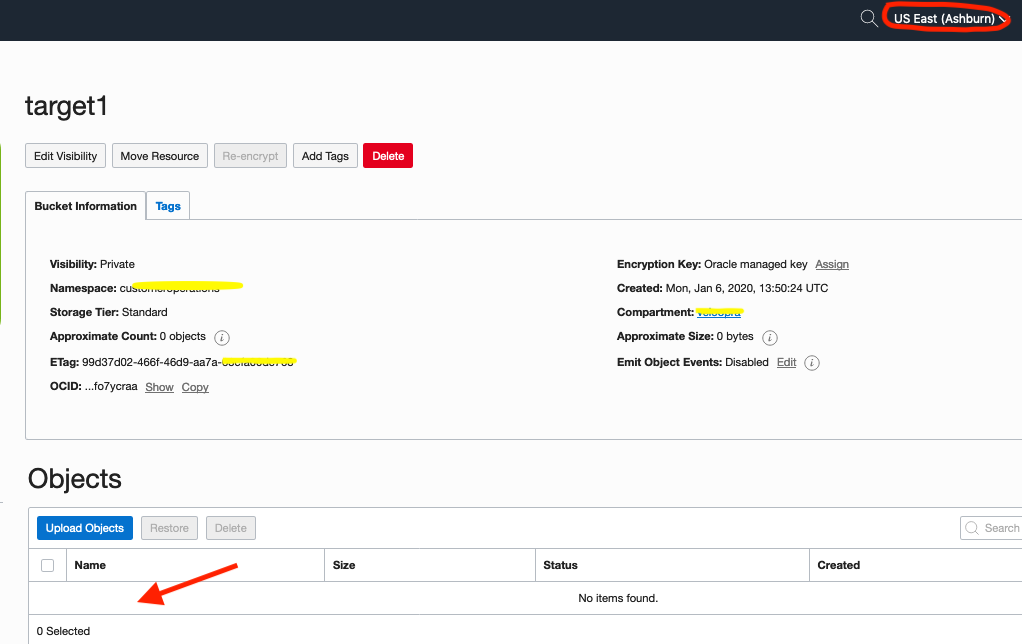 US East (Ashburn)
target1
Edit Visibility Move Resource Re-encrypt Add Tags Delete
Bucket Information Tags
Visibility: Private Encryption Key: Oracle managed key Assign
Namespace: Created: Mon, Jan 6, 2020, 13:50:24 UTC
Storage Tier: Standard Compartment:
Approximate Count: 0 objects i Approximate Size: 0 bytes i
ETag: 99d37d02-466f-46d9-aa7a- Emit Object Events: Disabled Edit i
OCID: ...fo7ycraa Show Copy
Objects
Upload Objects Restore Delete Search
Name Size Status Created
No items found.
0 Selected